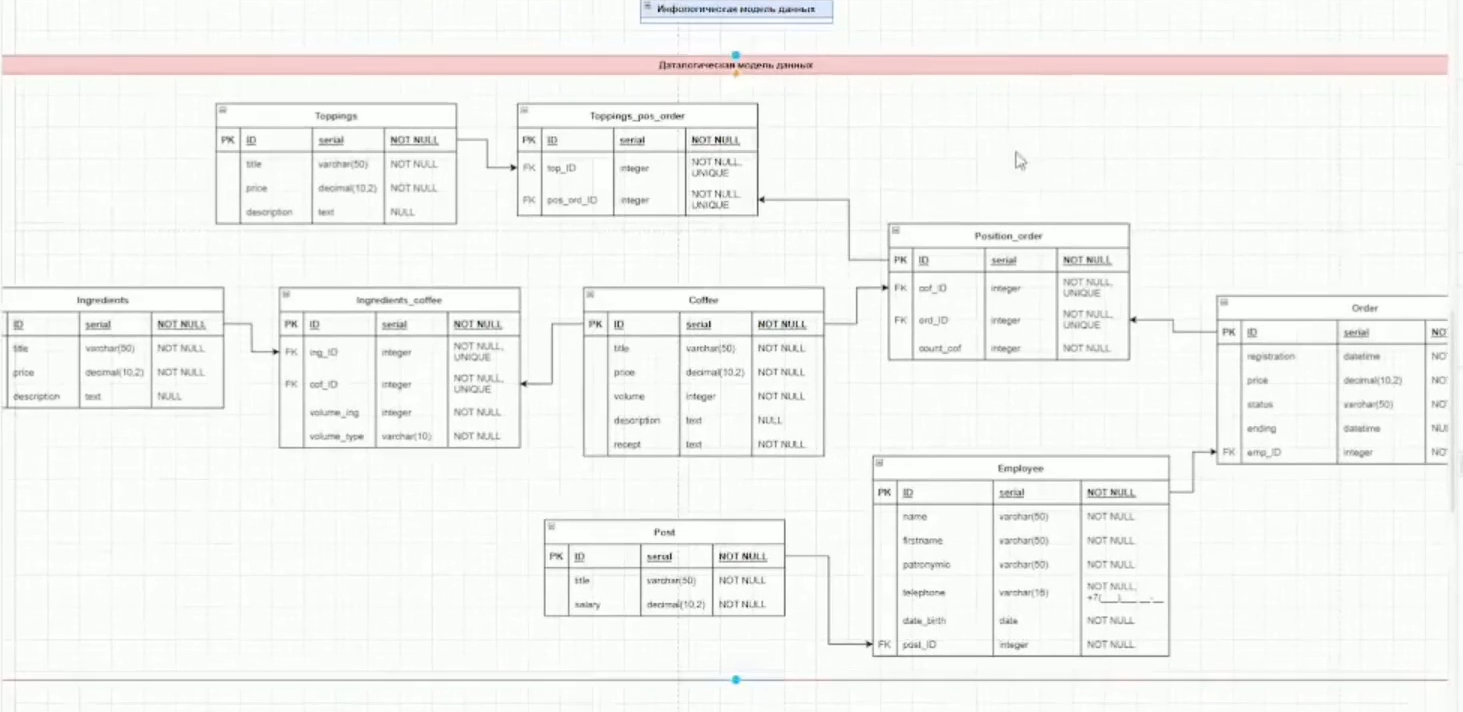 Инфологическая модель данных
Даталогическая модель данных
Toppings
PK ID serial NOT NULL
title varchar(50) NOT NULL
price decimal(10,2) NOT NULL
description text NULL
Toppings_pos_order
PK ID serial NOT NULL
FK top_ID integer NOT NULL, UNIQUE
FK pos_ord_ID integer NOT NULL, UNIQUE
Position_order
PK ID serial NOT NULL
FK cof_ID integer NOT NULL, UNIQUE
FK ord_ID integer NOT NULL, UNIQUE
count_cof integer NOT NULL
Ingredients
ID serial NOT NULL
title varchar(50) NOT NULL
price decimal(10,2) NOT NULL
description text NULL
Ingredients_coffee
PK ID serial NOT NULL
FK ing_ID integer NOT NULL, UNIQUE
FK cof_ID integer NOT NULL, UNIQUE
volume_ing integer NOT NULL
volume_type varchar(10) NOT NULL
Coffee
PK ID serial NOT NULL
title varchar(50) NOT NULL
price decimal(10,2) NOT NULL
volume integer NOT NULL
description text NULL
recept text NOT NULL
Order
PK ID serial NO
registration datetime NO
price decimal(10,2) NO
status varchar(50) NO
ending datetime NU
FK emp_ID integer NO
Employee
PK ID serial NOT NULL
name varchar(50) NOT NULL
firstname varchar(50) NOT NULL
patronymic varchar(50) NOT NULL
telephone varchar(16) NOT NULL, +7(___)___-__-__
date_birth date NOT NULL
FK post_ID integer NOT NULL
Post
PK ID serial NOT NULL
title varchar(50) NOT NULL
salary decimal(10,2) NOT NULL